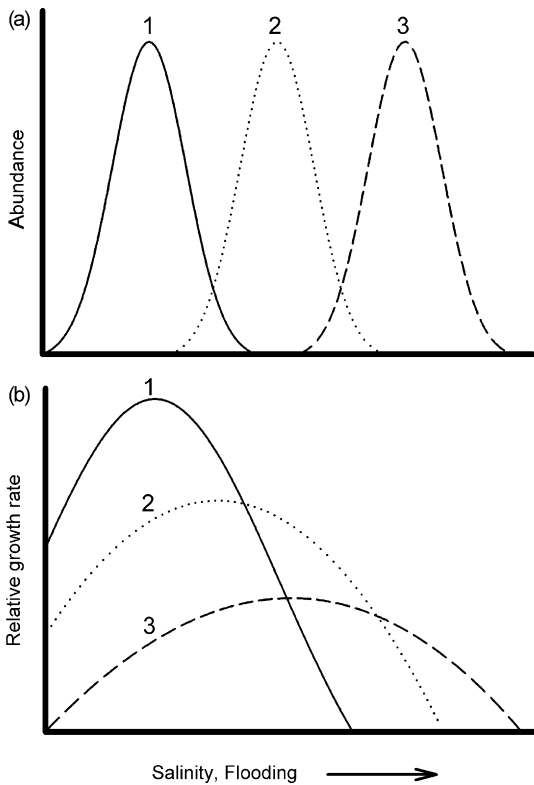 (a)
1
2
3
Abundance
(b)
1
2
3
Relative growth rate
Salinity, Flooding